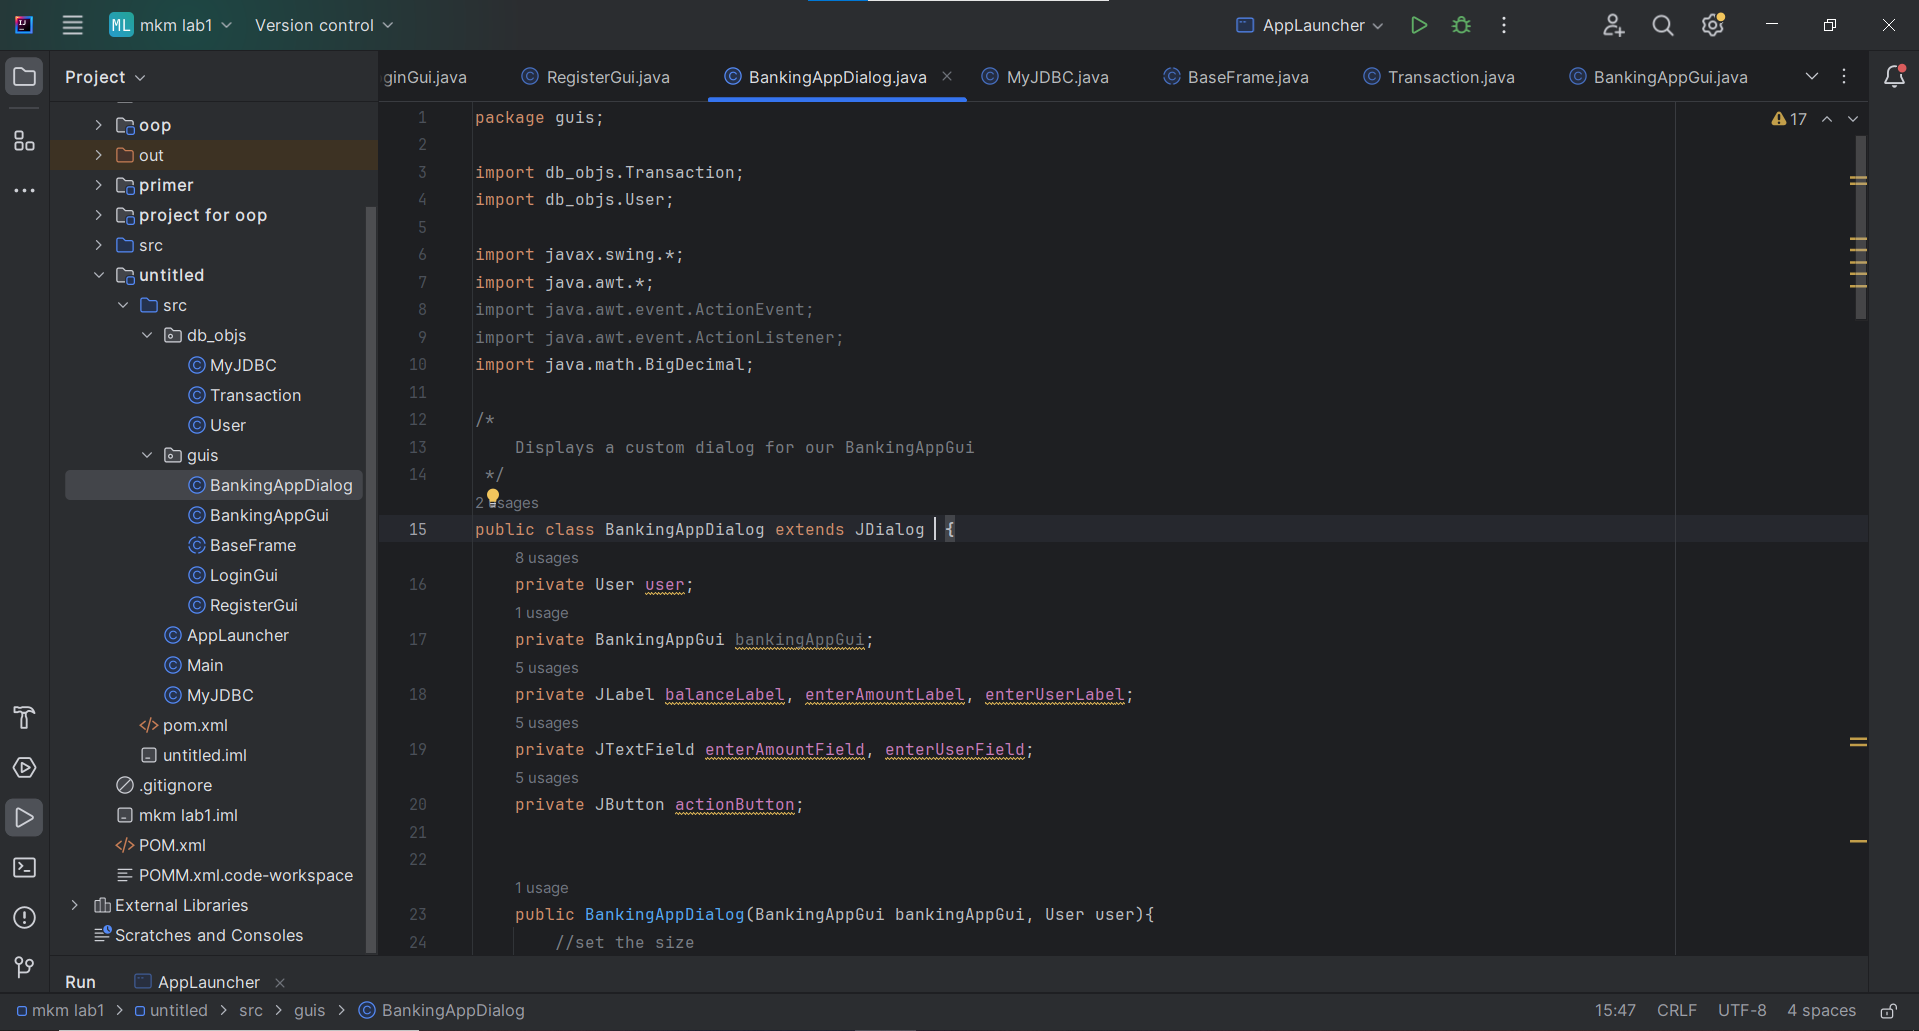 ML mkm lab1 Version control AppLauncher
Project
ginGui.java RegisterGui.java BankingAppDialog.java MyJDBC.java BaseFrame.java Transaction.java BankingAppGui.java
oop
out
primer
project for oop
src
untitled
src
db_objs
MyJDBC
Transaction
User
guis
BankingAppDialog
BankingAppGui
BaseFrame
LoginGui
RegisterGui
AppLauncher
Main
MyJDBC
pom.xml
untitled.iml
.gitignore
mkm lab1.iml
POM.xml
POMM.xml.code-workspace
External Libraries
Scratches and Consoles
17
1 package guis;
2
3 import db_objs.Transaction;
4 import db_objs.User;
5
6 import javax.swing.*;
7 import java.awt.*;
8 import java.awt.event.ActionEvent;
9 import java.awt.event.ActionListener;
10 import java.math.BigDecimal;
11
12 /*
13 Displays a custom dialog for our BankingAppGui
14 */
2 usages
15 public class BankingAppDialog extends JDialog {
8 usages
16 private User user;
1 usage
17 private BankingAppGui bankingAppGui;
5 usages
18 private JLabel balanceLabel, enterAmountLabel, enterUserLabel;
5 usages
19 private JTextField enterAmountField, enterUserField;
5 usages
20 private JButton actionButton;
21
22
1 usage
23 public BankingAppDialog(BankingAppGui bankingAppGui, User user){
24 //set the size
Run AppLauncher
mkm lab1 > untitled > src > guis > BankingAppDialog 15:47 CRLF UTF-8 4 spaces